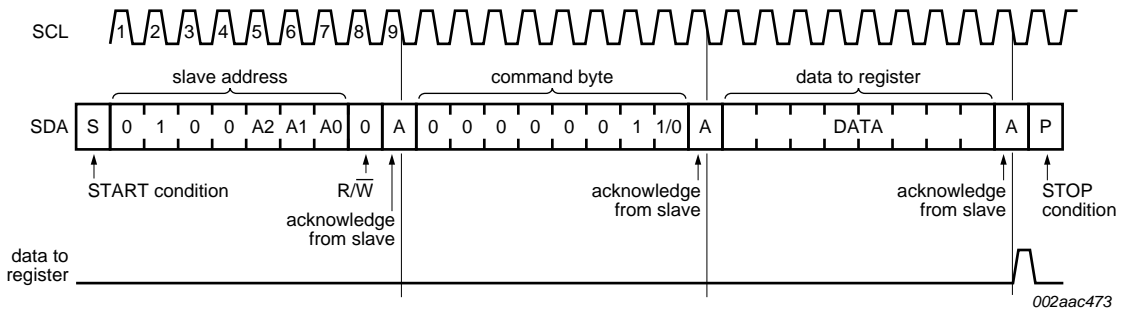 SCL 1 2 3 4 5 6 7 8 9
slave address command byte data to register
SDA S 0 1 0 0 A2 A1 A0 0 A 0 0 0 0 0 0 1 1/0 A DATA A P
START condition R/W̅ acknowledge from slave acknowledge from slave acknowledge from slave STOP condition
data to
register
002aac473